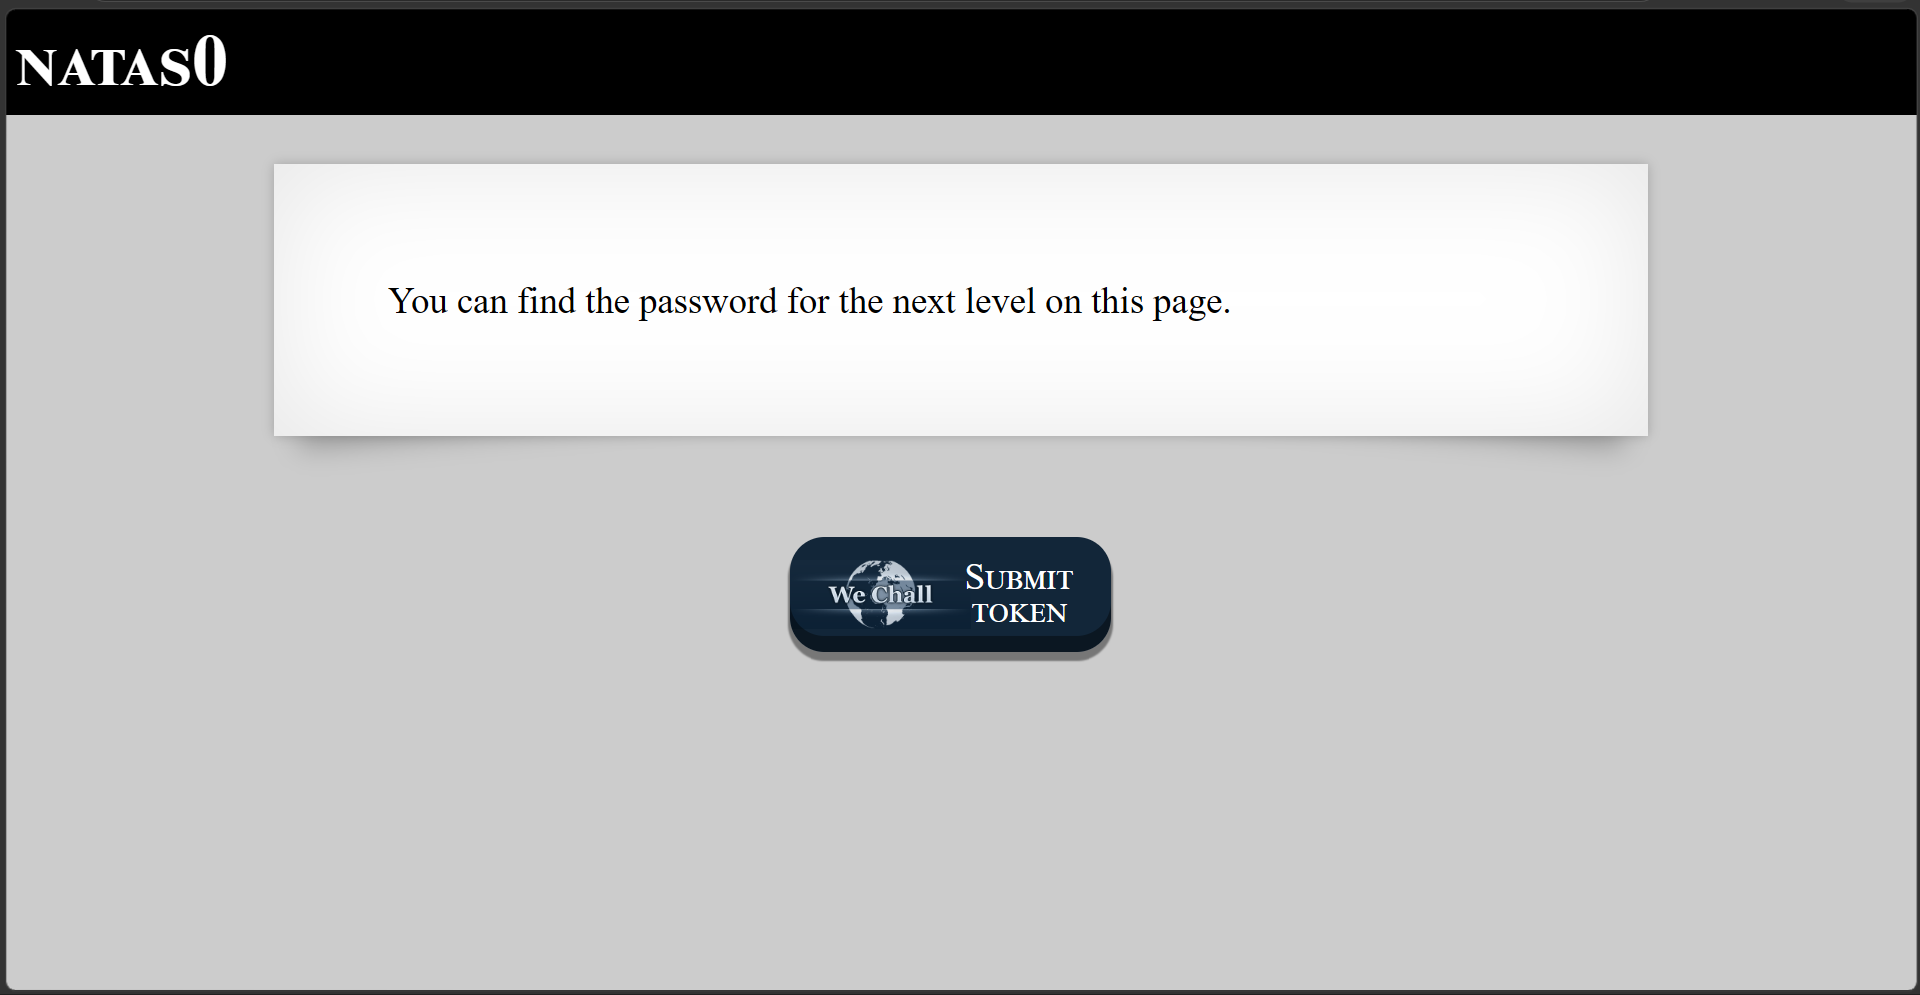 NATAS0
You can find the password for the next level on this page.
We Chall
SUBMIT
TOKEN